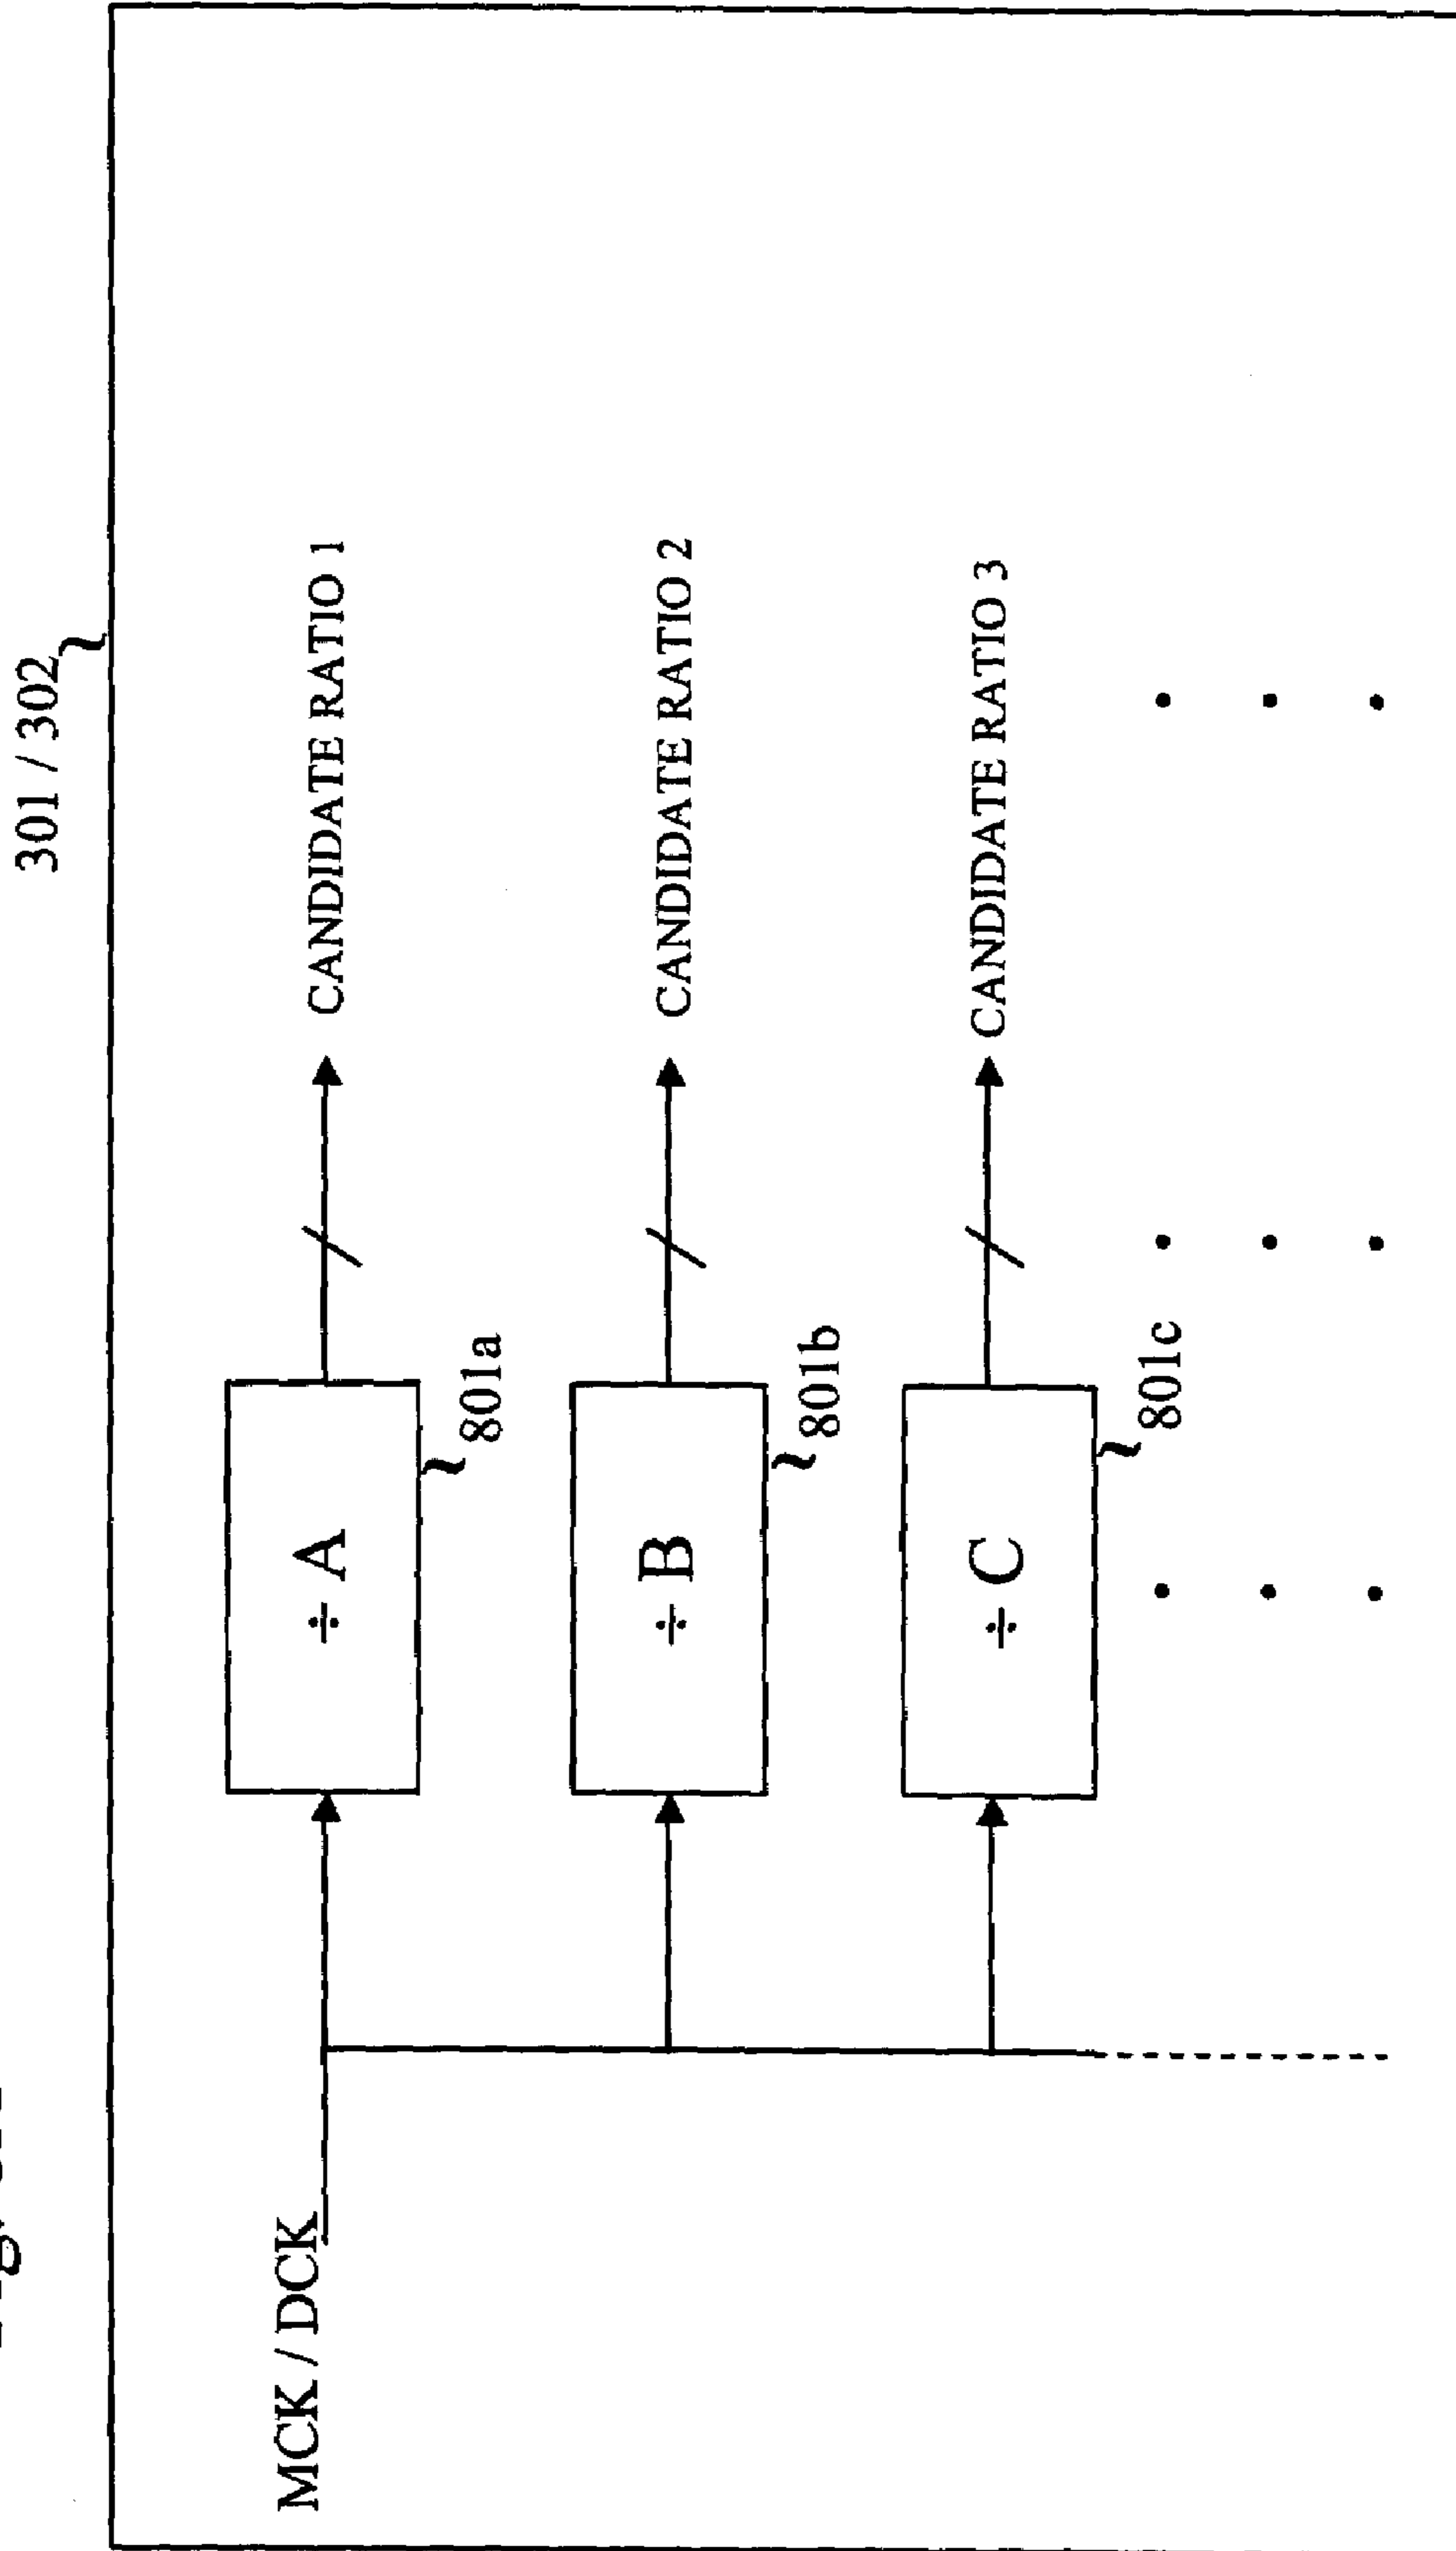 301 / 302
MCK / DCK
÷ A
801a
CANDIDATE RATIO 1
÷ B
801b
CANDIDATE RATIO 2
÷ C
801c
CANDIDATE RATIO 3